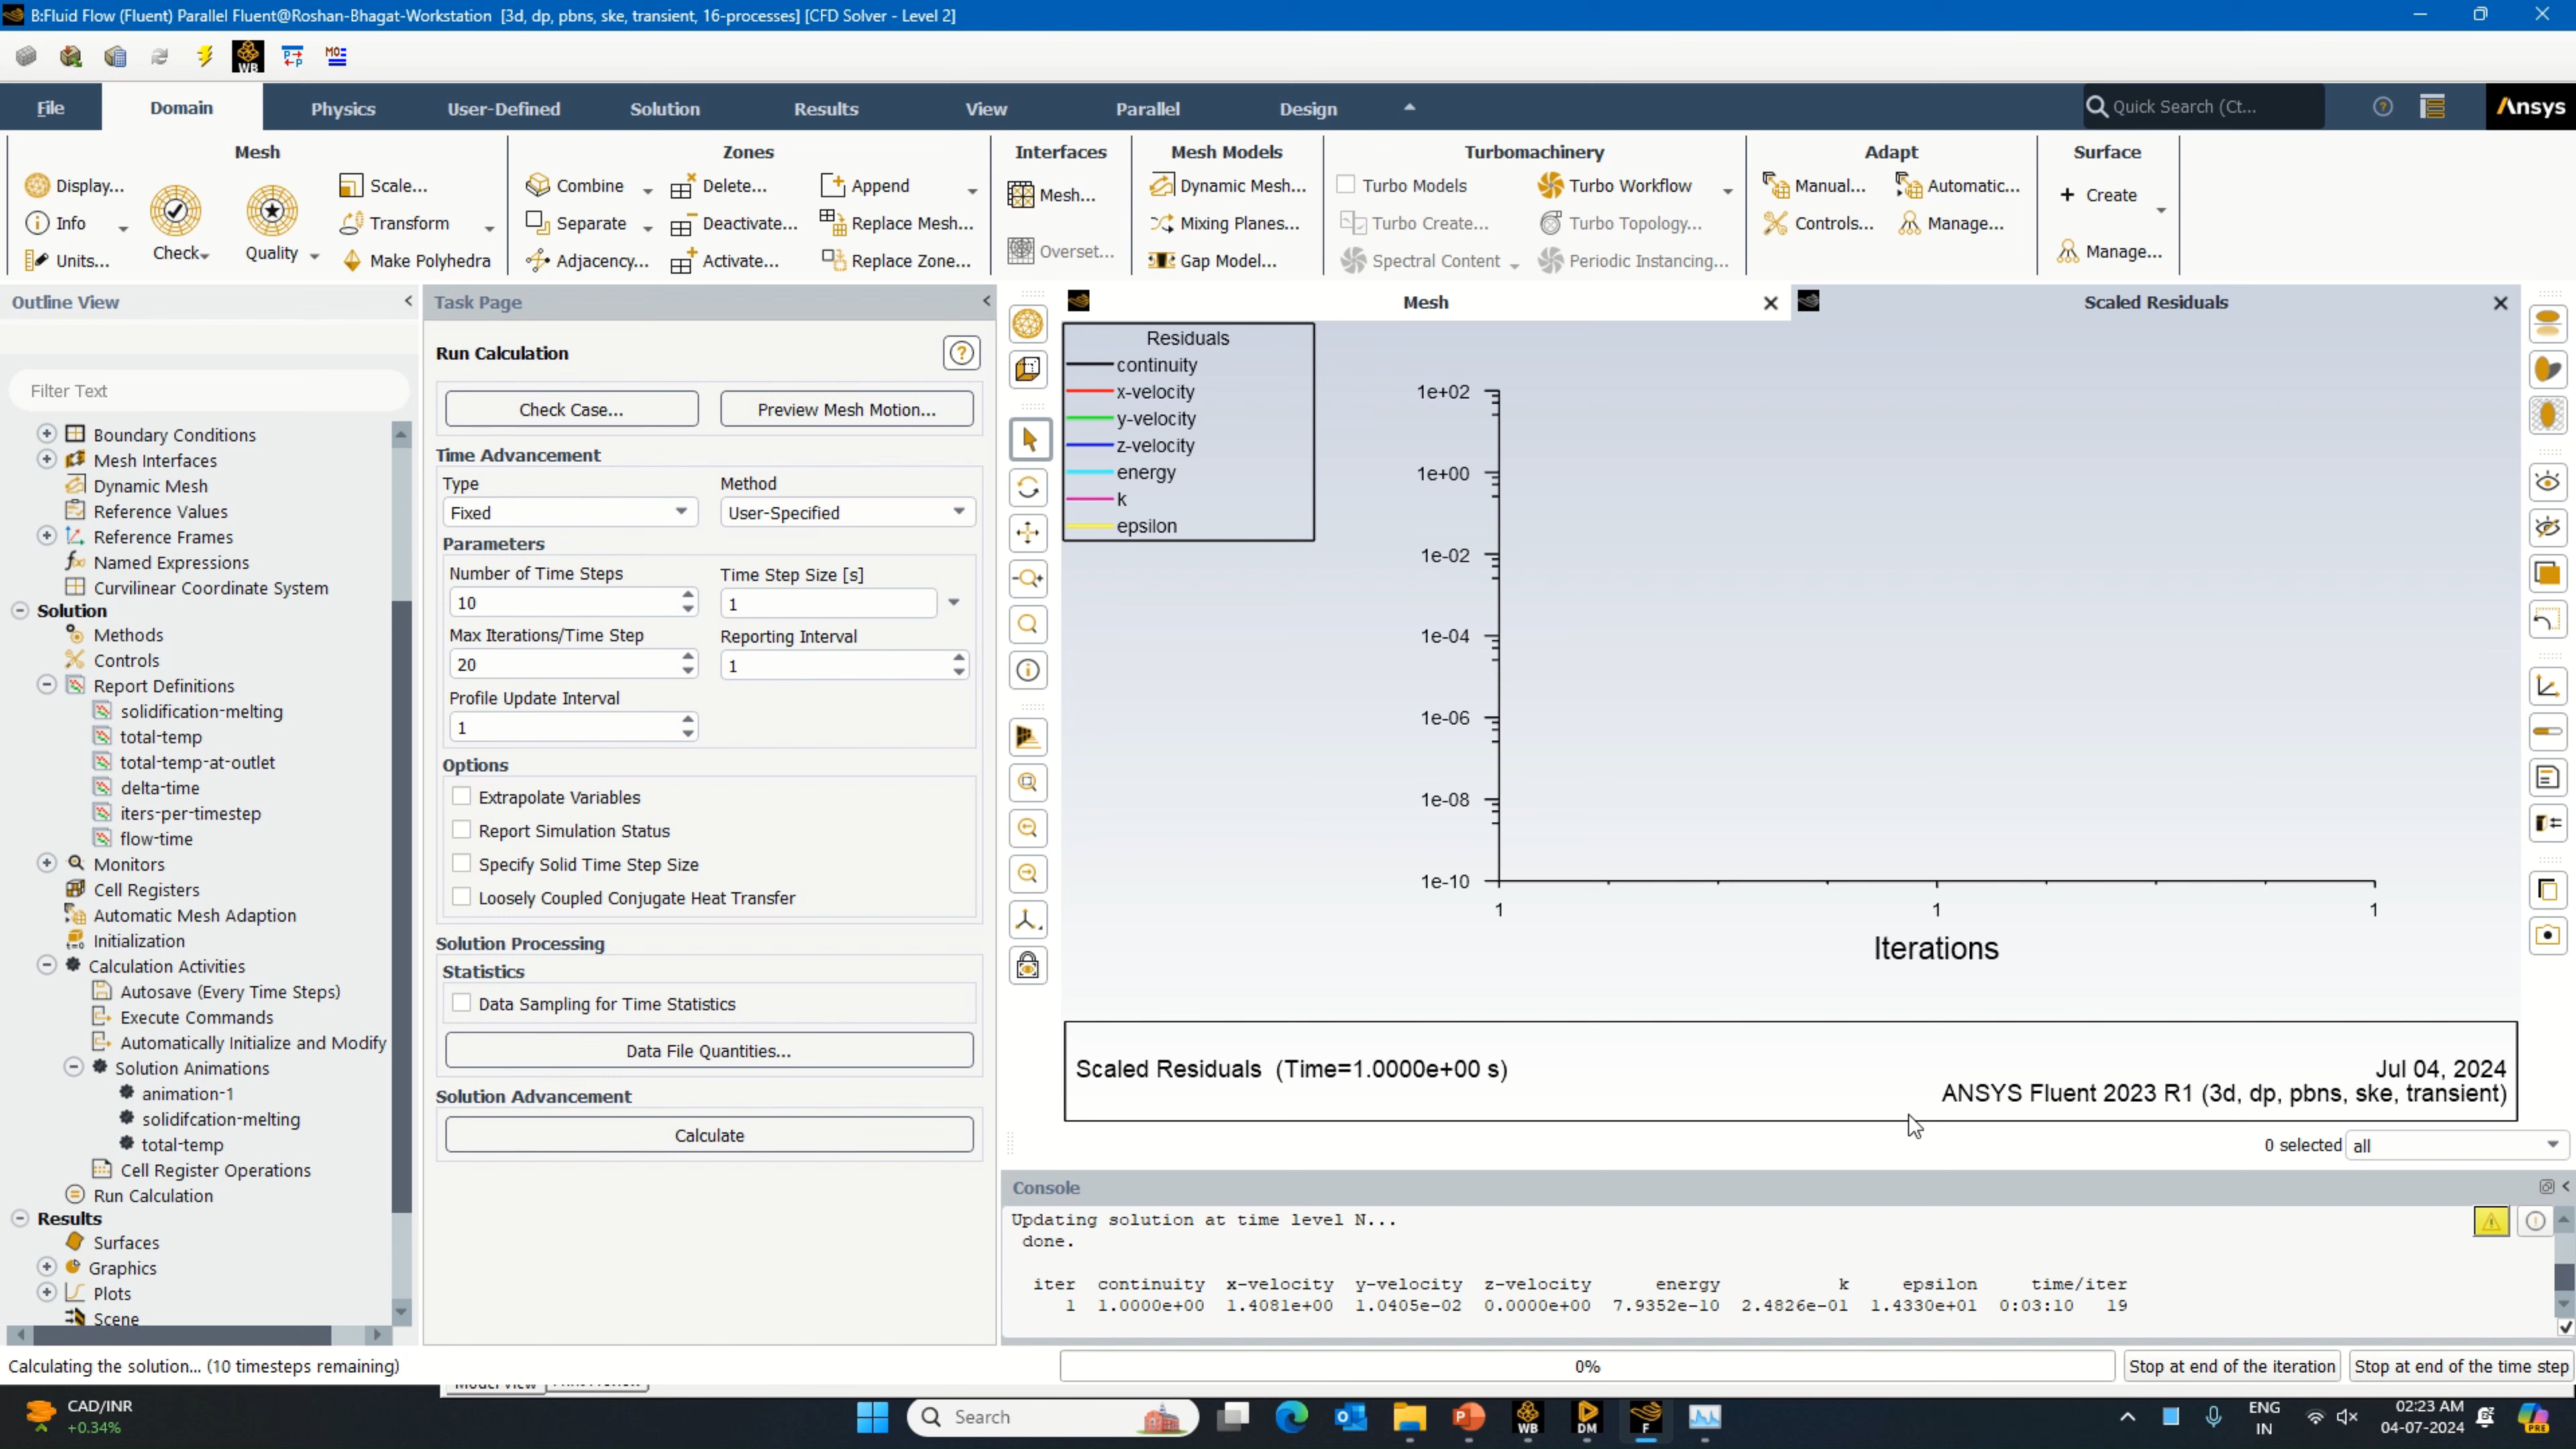 B:Fluid Flow (Fluent) Parallel Fluent@Roshan-Bhagat-Workstation [3d, dp, pbns, ske, transient, 16-processes] [CFD Solver - Level 2]
WB
File Domain Physics User-Defined Solution Results View Parallel Design
Quick Search (Ct...
Ansys
Mesh
Display...
Info
Units...
Check
Quality
Scale...
Transform
Make Polyhedra
Zones
Combine
Separate
Adjacency...
Delete...
Deactivate...
Activate...
Append
Replace Mesh...
Replace Zone...
Interfaces
Mesh...
Overset...
Mesh Models
Dynamic Mesh...
Mixing Planes...
Gap Model...
Turbomachinery
Turbo Models
Turbo Create...
Spectral Content
Turbo Workflow
Turbo Topology...
Periodic Instancing...
Adapt
Manual...
Controls...
Automatic...
Manage...
Surface
+ Create
Manage...
Outline View
Filter Text
Boundary Conditions
Mesh Interfaces
Dynamic Mesh
Reference Values
Reference Frames
Named Expressions
Curvilinear Coordinate System
Solution
Methods
Controls
Report Definitions
solidification-melting
total-temp
total-temp-at-outlet
delta-time
iters-per-timestep
flow-time
Monitors
Cell Registers
Automatic Mesh Adaption
Initialization
Calculation Activities
Autosave (Every Time Steps)
Execute Commands
Automatically Initialize and Modify
Solution Animations
animation-1
solidifcation-melting
total-temp
Cell Register Operations
Run Calculation
Results
Surfaces
Graphics
Plots
Scene
Task Page
Run Calculation
Check Case...
Preview Mesh Motion...
Time Advancement
Type
Method
Fixed
User-Specified
Parameters
Number of Time Steps
Time Step Size [s]
10
1
Max Iterations/Time Step
Reporting Interval
20
1
Profile Update Interval
1
Options
Extrapolate Variables
Report Simulation Status
Specify Solid Time Step Size
Loosely Coupled Conjugate Heat Transfer
Solution Processing
Statistics
Data Sampling for Time Statistics
Data File Quantities...
Solution Advancement
Calculate
Mesh
Scaled Residuals
Residuals
continuity
x-velocity
y-velocity
z-velocity
energy
k
epsilon
1e+02
1e+00
1e-02
1e-04
1e-06
1e-08
1e-10
1 1 1
Iterations
Scaled Residuals (Time=1.0000e+00 s)
Jul 04, 2024
ANSYS Fluent 2023 R1 (3d, dp, pbns, ske, transient)
0 selected all
Console
Updating solution at time level N...
done.
iter continuity x-velocity y-velocity z-velocity energy k epsilon time/iter
1 1.0000e+00 1.4081e+00 1.0405e-02 0.0000e+00 7.9352e-10 2.4826e-01 1.4330e+01 0:03:10 19
Calculating the solution... (10 timesteps remaining)
0%
Stop at end of the iteration
Stop at end of the time step
CAD/INR
+0.34%
Search
WB
DM
F
ENG
IN
02:23 AM
04-07-2024
PRE